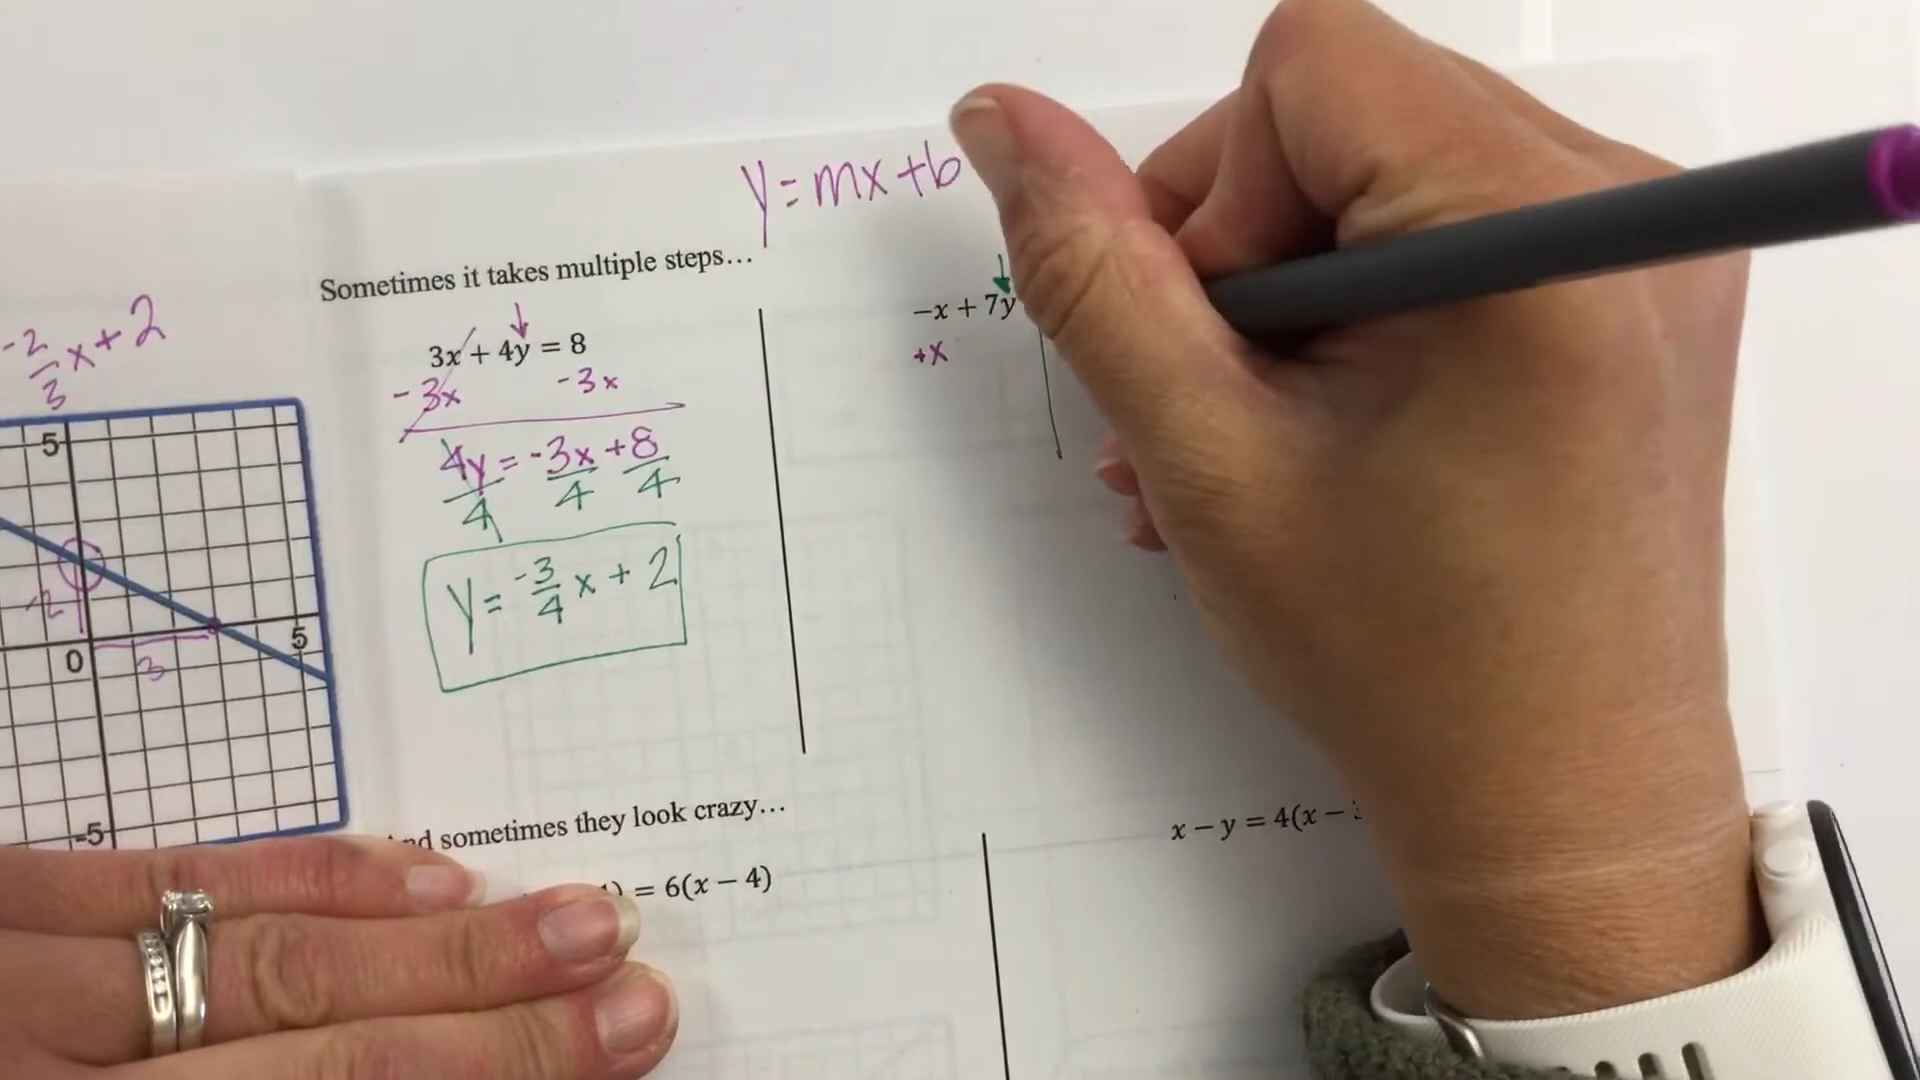 y = mx + b
Sometimes it takes multiple steps…
-2/3 x + 2
3x + 4y = 8
-3x -3x
4y = -3x + 8
4 4 4
y = -3/4 x + 2
−x + 7y
+x
5
-2
3
0
5
-5
sometimes they look crazy…
= 6(x − 4)
x − y = 4(x −